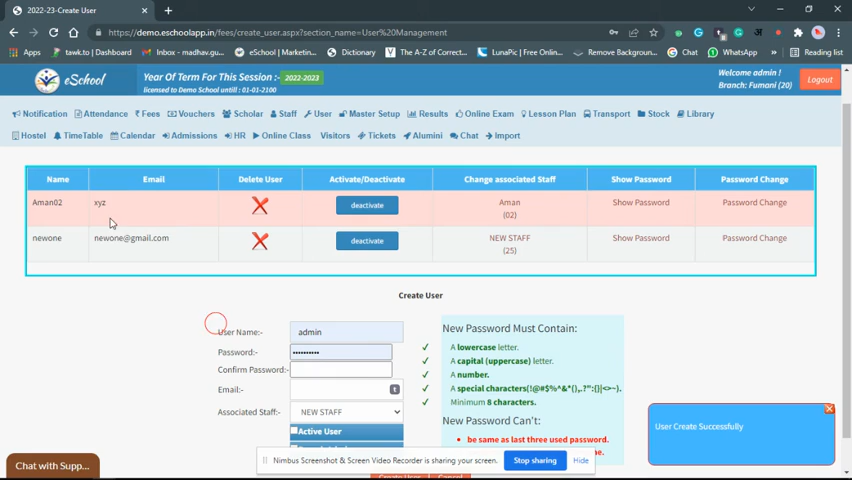 2022-23-Create User
demo.eschoolapp.in/fees/create_user.aspx?section_name=User%20Management
Apps tawk.to | Dashboard Inbox - madhav.gu... eSchool | Marketin... Dictionary The A-Z of Correct... LunaPic | Free Onlin... Remove Background... Chat WhatsApp Reading list
eSchool
Year Of Term For This Session : 2022-2023
licensed to Demo School untill : 01-01-2100
Welcome admin !
Branch: Fumani (20)
Logout
Notification Attendance Fees Vouchers Scholar Staff User Master Setup Results Online Exam Lesson Plan Transport Stock Library
Hostel TimeTable Calendar Admissions HR Online Class Visitors Tickets Alumini Chat Import
Name Email Delete User Activate/Deactivate Change associated Staff Show Password Password Change
Aman02 xyz deactivate Aman Show Password Password Change
(02)
newone newone@gmail.com deactivate NEW STAFF Show Password Password Change
(25)
Create User
User Name:- admin
Password:- ••••••••••
Confirm Password:-
Email:-
Associated Staff:- NEW STAFF
Active User
New Password Must Contain:
A lowercase letter.
A capital (uppercase) letter.
A number.
A special characters(!@#$%^&*(),.?":{}|<>~).
Minimum 8 characters.
New Password Can't:
be same as last three used password.
User Create Successfully
Nimbus Screenshot & Screen Video Recorder is sharing your screen. Stop sharing Hide
Chat with Supp...